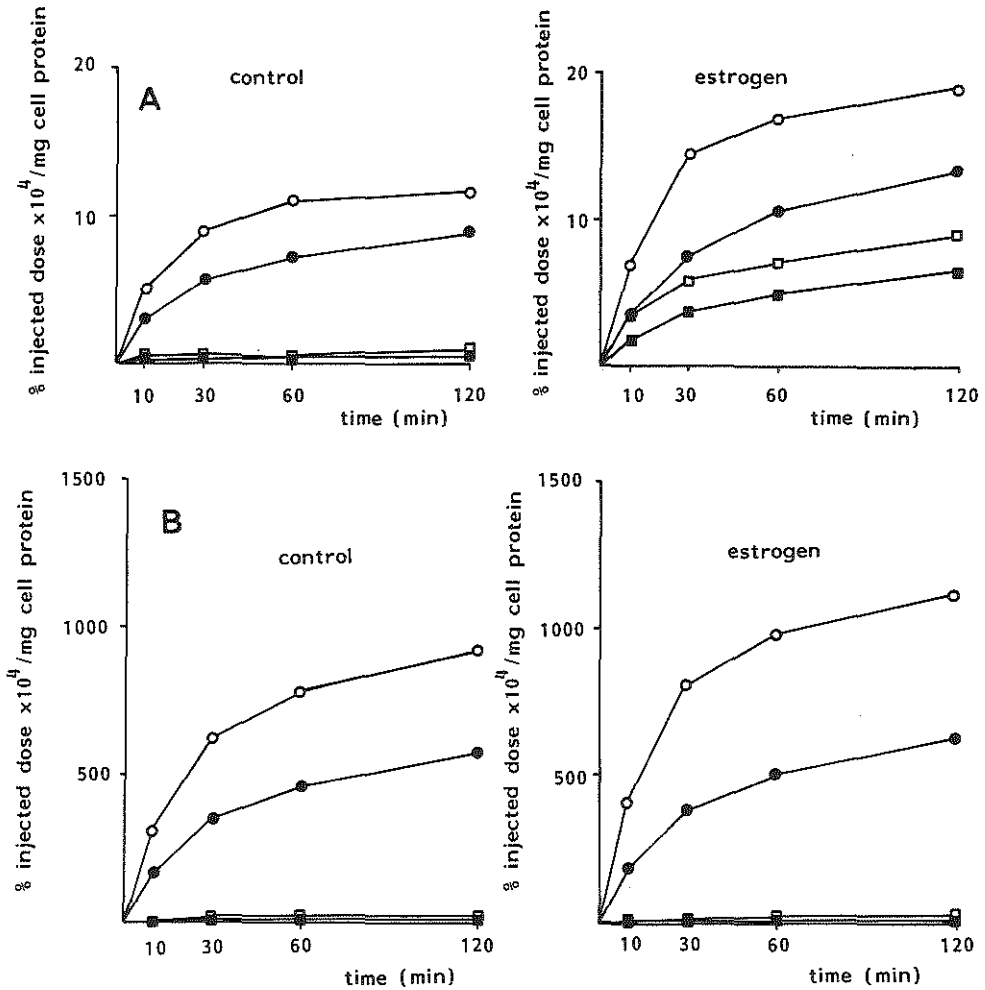 % injected dose x10⁴/mg cell protein
20
10
A
control
10 30 60 120
time (min)
% injected dose x10⁴/mg cell protein
20
10
estrogen
10 30 60 120
time (min)
% injected dose x10⁴/mg cell protein
1500
1000
500
B
control
10 30 60 120
time (min)
% injected dose x10⁴/mg cell protein
1500
1000
500
estrogen
10 30 60 120
time (min)